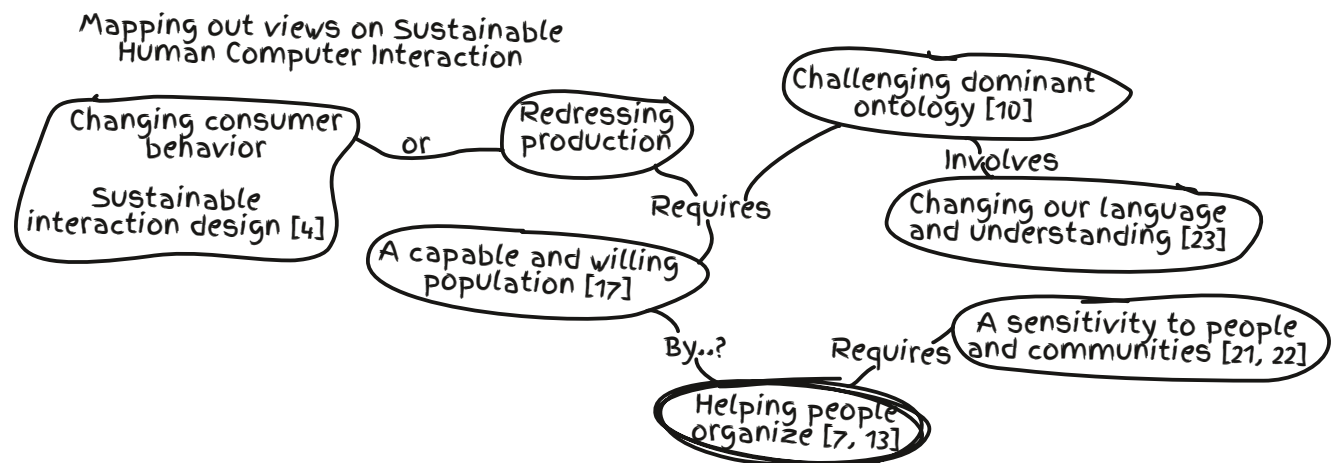 Mapping out views on Sustainable
Human Computer Interaction
Changing consumer
behavior
Sustainable
interaction design [4]
or
Redressing
production
Requires
Challenging dominant
ontology [10]
Involves
Changing our language
and understanding [23]
A capable and willing
population [17]
By..?
Helping people
organize [7, 13]
Requires
A sensitivity to people
and communities [21, 22]